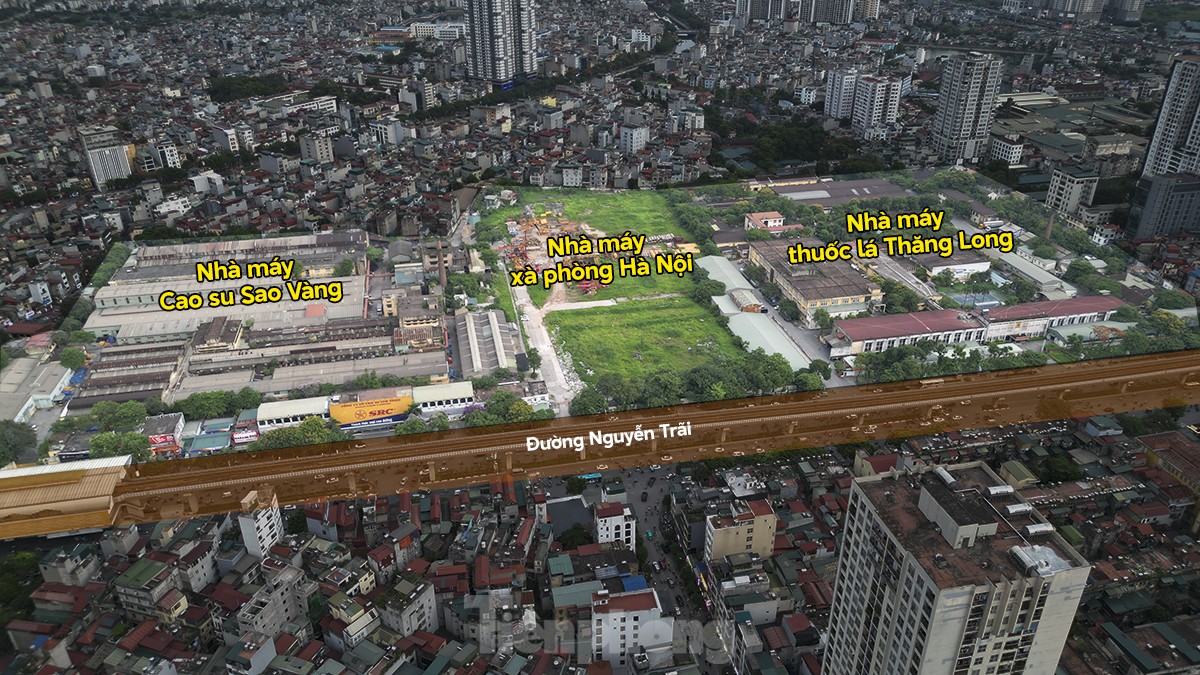 Nhà máy
Cao su Sao Vàng
Nhà máy
xà phòng Hà Nội
Nhà máy
thuốc lá Thăng Long
SRC
Đường Nguyễn Trãi
Tiền Phong